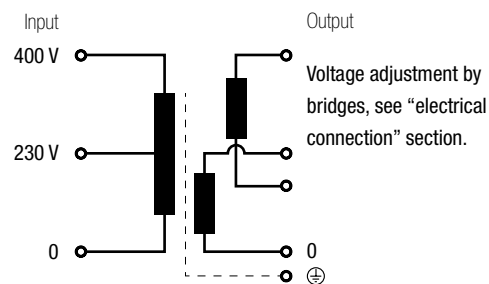 Input
Output
400 V
Voltage adjustment by
bridges, see “electrical
connection” section.
230 V
0
0